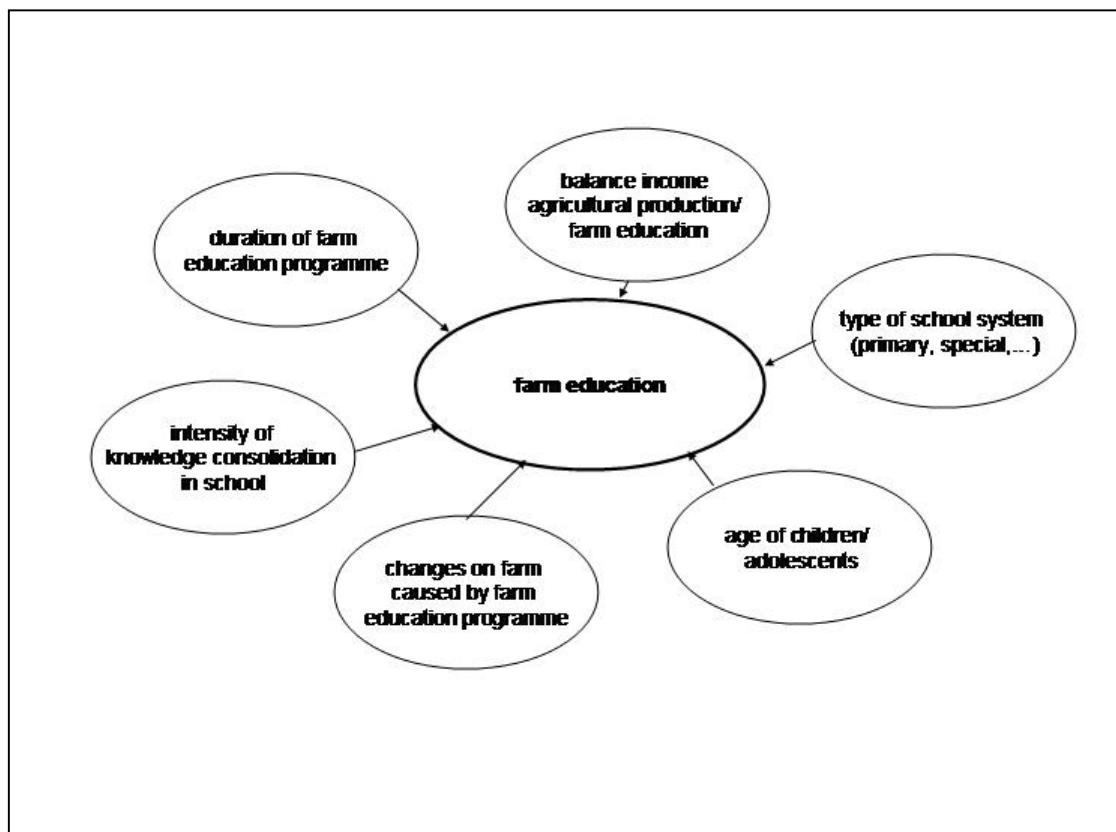 balance income
agricultural production/
farm education
duration of farm
education programme
type of school system
(primary, special,...)
farm education
intensity of
knowledge consolidation
in school
age of children/
adolescents
changes on farm
caused by farm
education programme